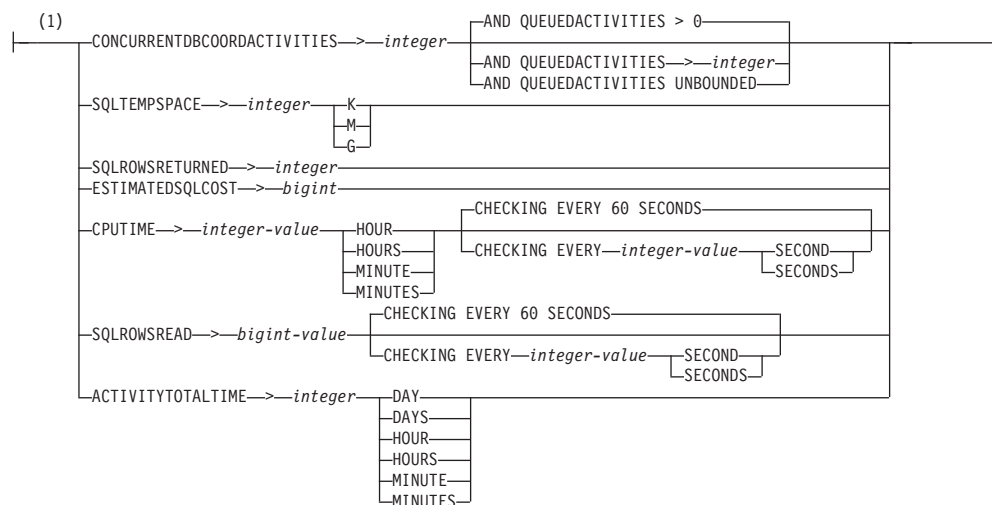 (1)
AND QUEUEDACTIVITIES > 0
CONCURRENTDBCOORDACTIVITIES > integer
AND QUEUEDACTIVITIES > integer
AND QUEUEDACTIVITIES UNBOUNDED
SQLTEMPSPACE > integer K
M
G
SQLROWSRETURNED > integer
ESTIMATEDSQLCOST > bigint
CHECKING EVERY 60 SECONDS
CPUTIME > integer-value HOUR
HOURS CHECKING EVERY integer-value SECOND
MINUTE SECONDS
MINUTES
CHECKING EVERY 60 SECONDS
SQLROWSREAD > bigint-value
CHECKING EVERY integer-value SECOND
SECONDS
ACTIVITYTOTALTIME > integer DAY
DAYS
HOUR
HOURS
MINUTE
MINUTES